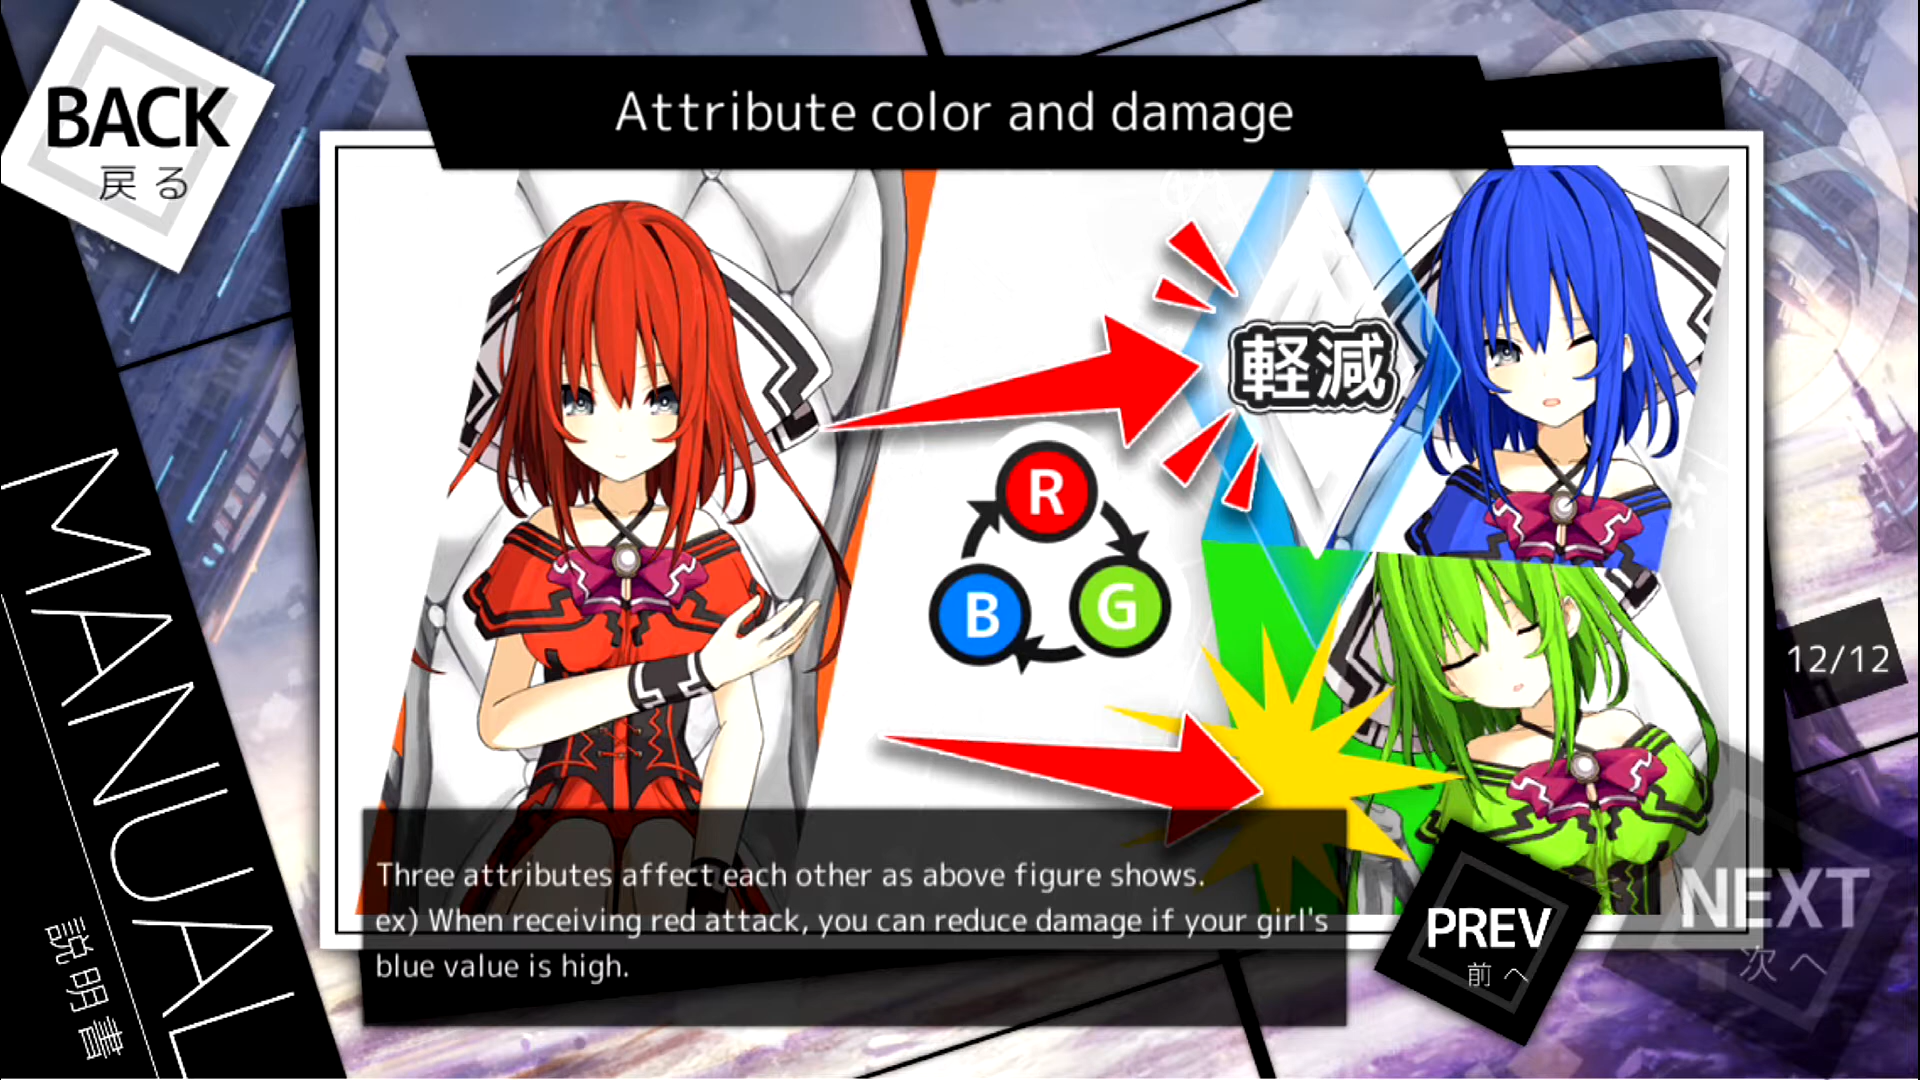 BACK
戻る
Attribute color and damage
軽減
R
B
G
12/12
MANUAL
説明書
Three attributes affect each other as above figure shows.
ex) When receiving red attack, you can reduce damage if your girl's
blue value is high.
PREV
前へ
NEXT
次へ